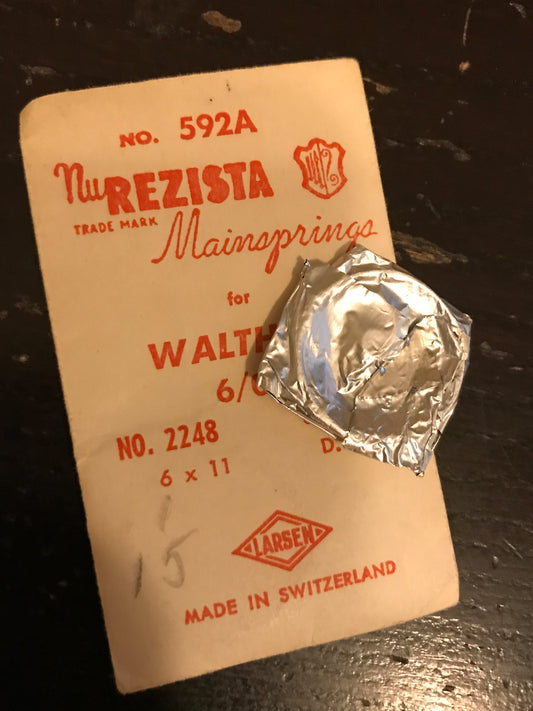 NO. 592A
Nu REZISTA
TRADE MARK
Mainsprings
for
WALTH
6/
NO. 2248
D.
6 x 11
15
LARSEN
MADE IN SWITZERLAND